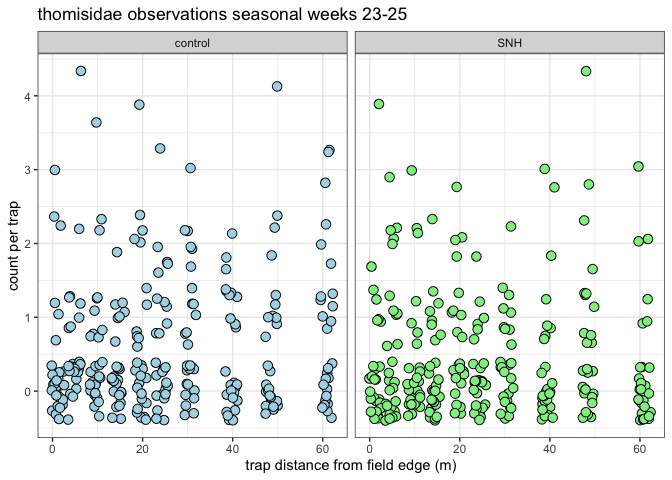 thomisidae observations seasonal weeks 23-25
control
SNH
count per trap
4
3
2
1
0
0
20
40
60
0
20
40
60
trap distance from field edge (m)